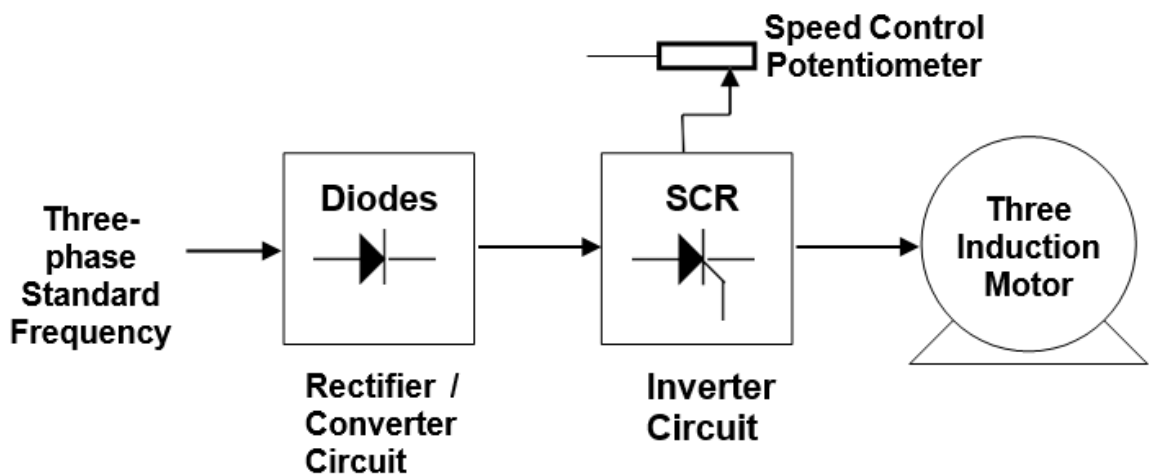 Speed Control
Potentiometer
Three-
phase
Standard
Frequency
Diodes
SCR
Three
Induction
Motor
Rectifier /
Converter
Circuit
Inverter
Circuit